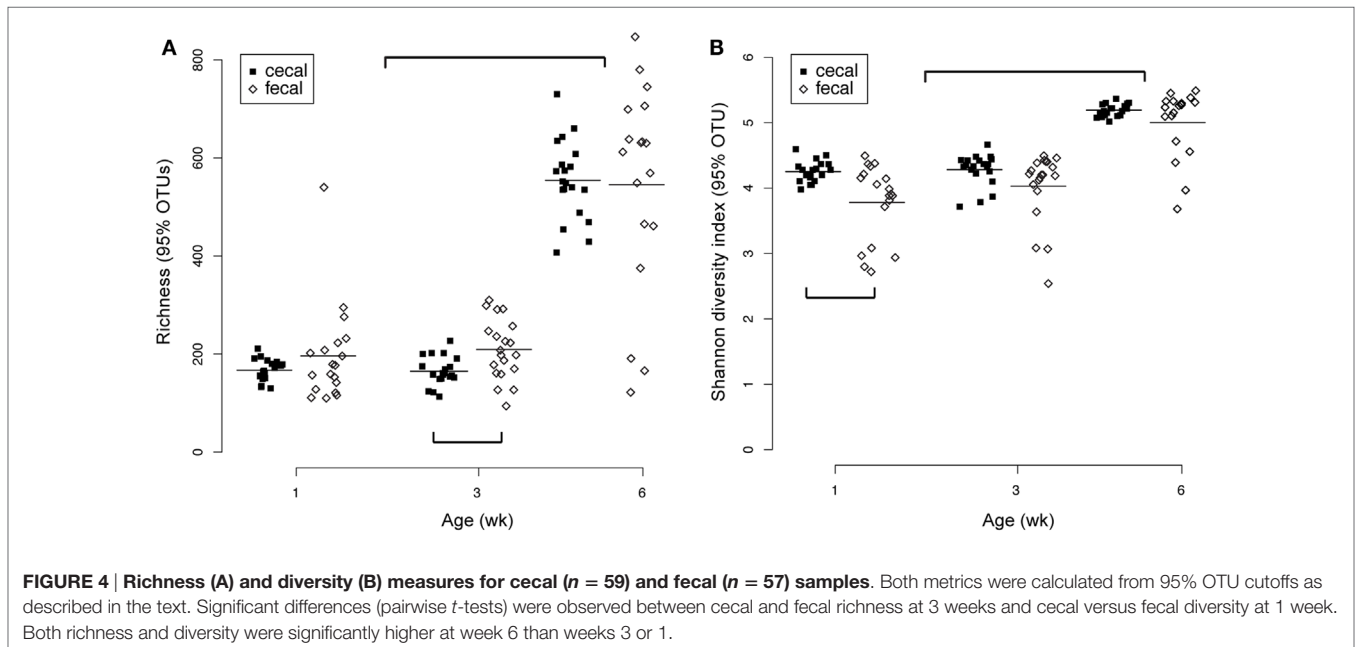 A
cecal
fecal
Richness (95% OTUs)
800
600
400
200
0
1
3
6
Age (wk)
B
cecal
fecal
Shannon diversity index (95% OTU)
6
5
4
3
2
1
0
1
3
6
Age (wk)
FIGURE 4 | Richness (A) and diversity (B) measures for cecal (n = 59) and fecal (n = 57) samples. Both metrics were calculated from 95% OTU cutoffs as
described in the text. Significant differences (pairwise t-tests) were observed between cecal and fecal richness at 3 weeks and cecal versus fecal diversity at 1 week.
Both richness and diversity were significantly higher at week 6 than weeks 3 or 1.